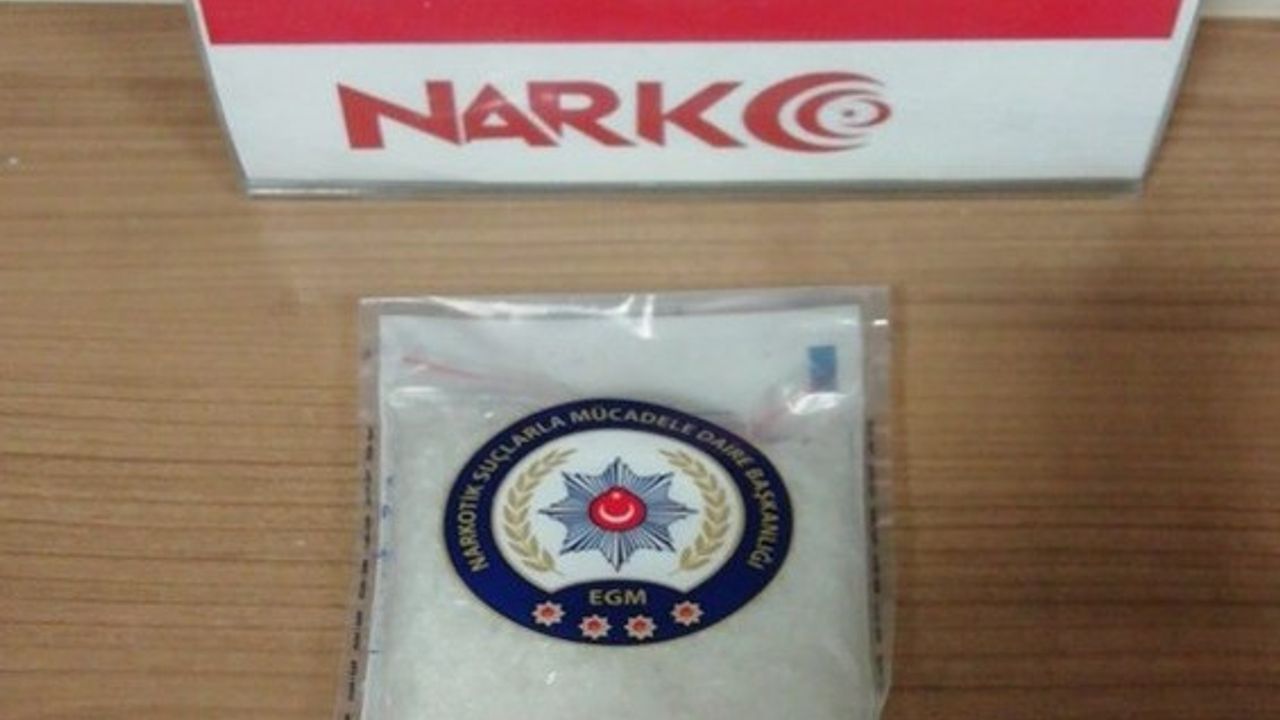 NARKO
NARKOTİK SUÇLARLA MÜCADELE DAİRE BAŞKANLIĞI
EGM